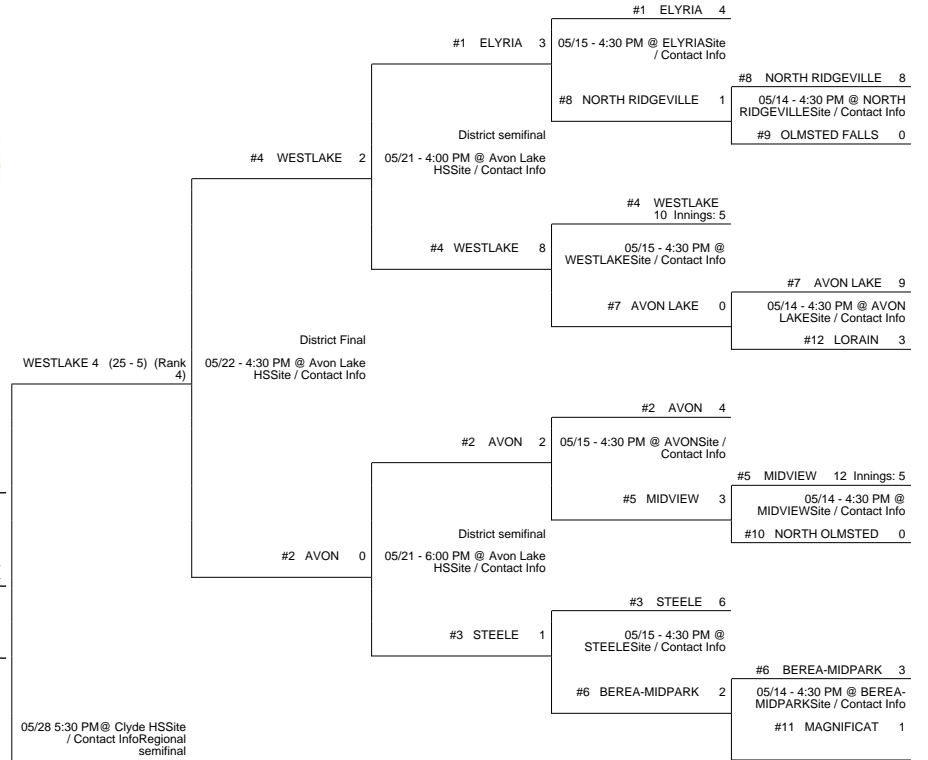 #1 ELYRIA 4
#1 ELYRIA 3
05/15 - 4:30 PM @ ELYRIASite
/ Contact Info
#8 NORTH RIDGEVILLE 8
#8 NORTH RIDGEVILLE 1
05/14 - 4:30 PM @ NORTH
RIDGEVILLESite / Contact Info
#9 OLMSTED FALLS 0
District semifinal
#4 WESTLAKE 2
05/21 - 4:00 PM @ Avon Lake
HSSite / Contact Info
#4 WESTLAKE
10 Innings: 5
#4 WESTLAKE 8
05/15 - 4:30 PM @
WESTLAKESite / Contact Info
#7 AVON LAKE 9
#7 AVON LAKE 0
05/14 - 4:30 PM @ AVON
LAKESite / Contact Info
#12 LORAIN 3
District Final
WESTLAKE 4 (25 - 5) (Rank
4)
05/22 - 4:30 PM @ Avon Lake
HSSite / Contact Info
#2 AVON 4
#2 AVON 2
05/15 - 4:30 PM @ AVONSite /
Contact Info
#5 MIDVIEW 12 Innings: 5
#5 MIDVIEW 3
05/14 - 4:30 PM @
MIDVIEWSite / Contact Info
#10 NORTH OLMSTED 0
District semifinal
#2 AVON 0
05/21 - 6:00 PM @ Avon Lake
HSSite / Contact Info
#3 STEELE 6
#3 STEELE 1
05/15 - 4:30 PM @
STEELESite / Contact Info
#6 BEREA-MIDPARK 3
#6 BEREA-MIDPARK 2
05/14 - 4:30 PM @ BEREA-
MIDPARKSite / Contact Info
#11 MAGNIFICAT 1
05/28 5:30 PM@ Clyde HSSite
/ Contact InfoRegional
semifinal